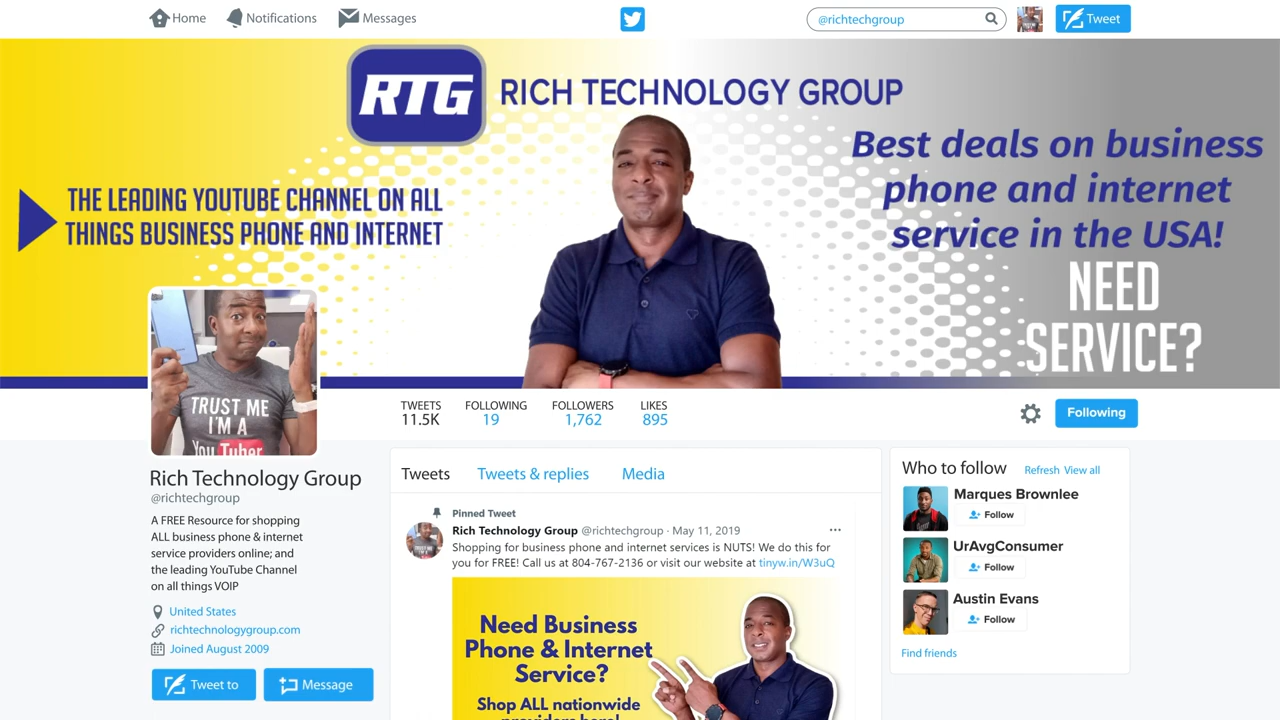 Home
Notifications
Messages
@richtechgroup
Tweet
RTG
RICH TECHNOLOGY GROUP
THE LEADING YOUTUBE CHANNEL ON ALL
THINGS BUSINESS PHONE AND INTERNET
Best deals on business
phone and internet
service in the USA!
NEED
SERVICE?
TRUST ME
I'M A
YouTuber
TWEETS
11.5K
FOLLOWING
19
FOLLOWERS
1,762
LIKES
895
Following
Rich Technology Group
@richtechgroup
A FREE Resource for shopping
ALL business phone & internet
service providers online; and
the leading YouTube Channel
on all things VOIP
United States
richtechnologygroup.com
Joined August 2009
Tweet to
Message
Tweets
Tweets & replies
Media
Pinned Tweet
Rich Technology Group @richtechgroup · May 11, 2019
Shopping for business phone and internet services is NUTS! We do this for
you for FREE! Call us at 804-767-2136 or visit our website at tinyw.in/W3uQ
Need Business
Phone & Internet
Service?
Shop ALL nationwide
providers here!
Who to follow
Refresh View all
Marques Brownlee
Follow
UrAvgConsumer
Follow
Austin Evans
Follow
Find friends